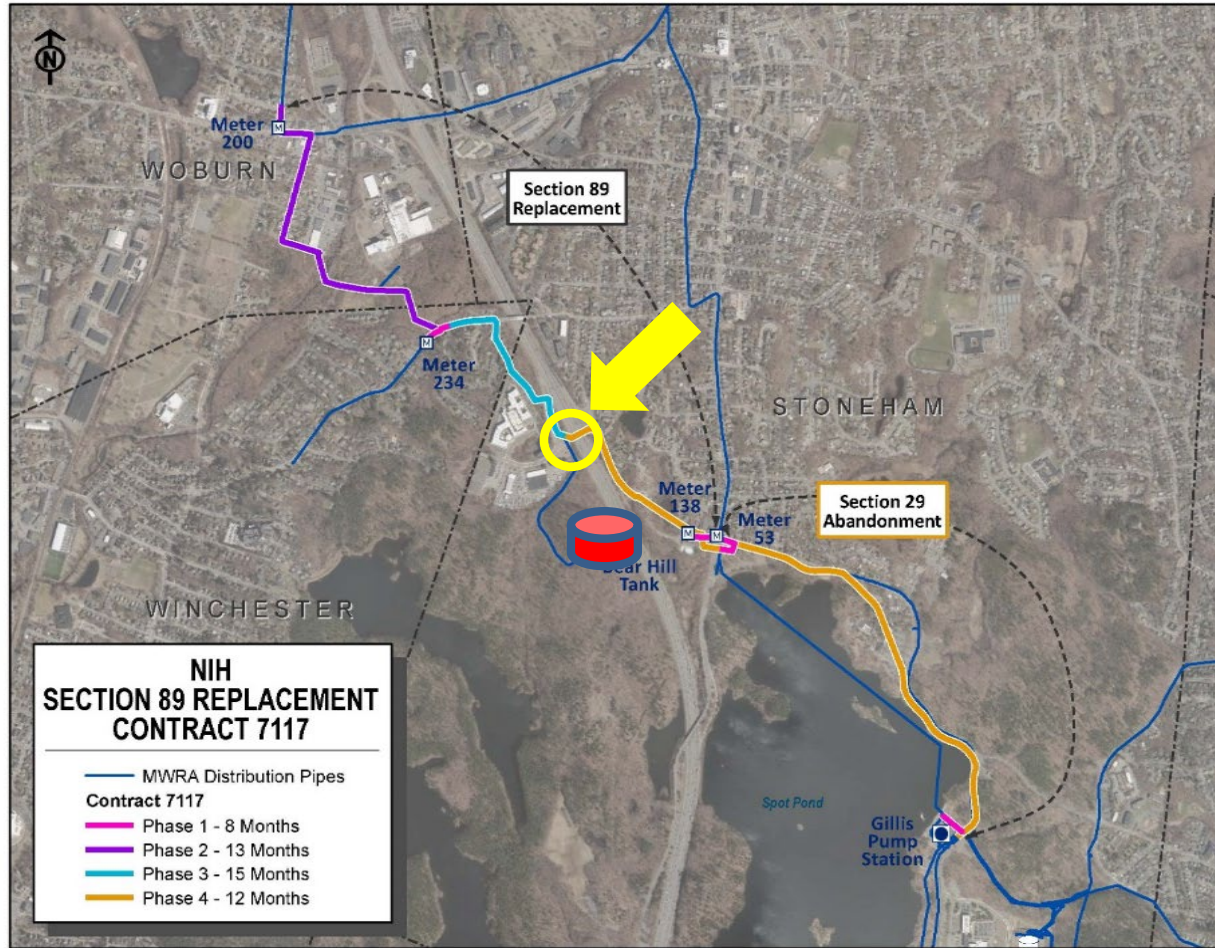 N
Meter
200
WOBURN
Section 89
Replacement
M
M
Meter
234
STONEHAM
Meter
138
Meter
53
M
M
Section 29
Abandonment
Bear Hill
Tank
WINCHESTER
NIH
SECTION 89 REPLACEMENT
CONTRACT 7117
MWRA Distribution Pipes
Contract 7117
Phase 1 - 8 Months
Phase 2 - 13 Months
Phase 3 - 15 Months
Phase 4 - 12 Months
Spot Pond
Gillis
Pump
Station